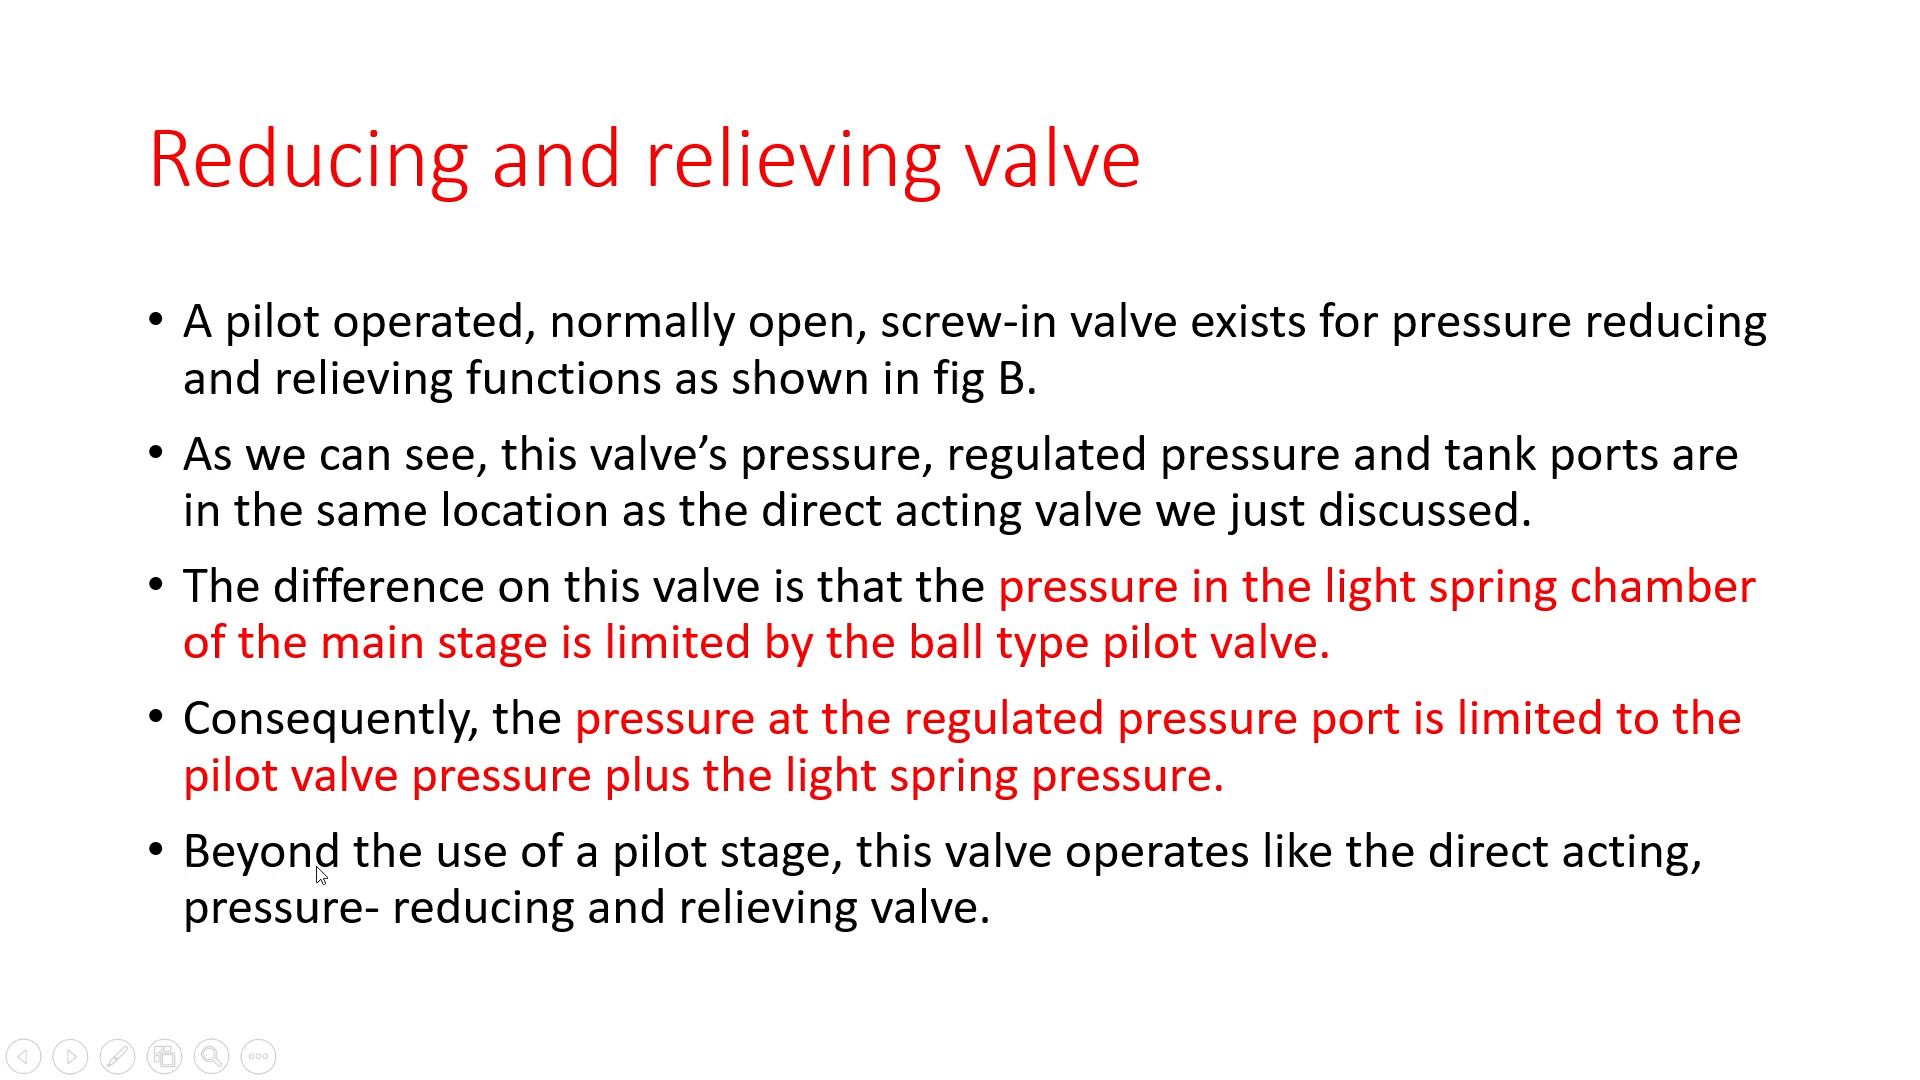 Reducing and relieving valve
• A pilot operated, normally open, screw-in valve exists for pressure reducing
and relieving functions as shown in fig B.
• As we can see, this valve’s pressure, regulated pressure and tank ports are
in the same location as the direct acting valve we just discussed.
• The difference on this valve is that the pressure in the light spring chamber
of the main stage is limited by the ball type pilot valve.
• Consequently, the pressure at the regulated pressure port is limited to the
pilot valve pressure plus the light spring pressure.
• Beyond the use of a pilot stage, this valve operates like the direct acting,
pressure- reducing and relieving valve.